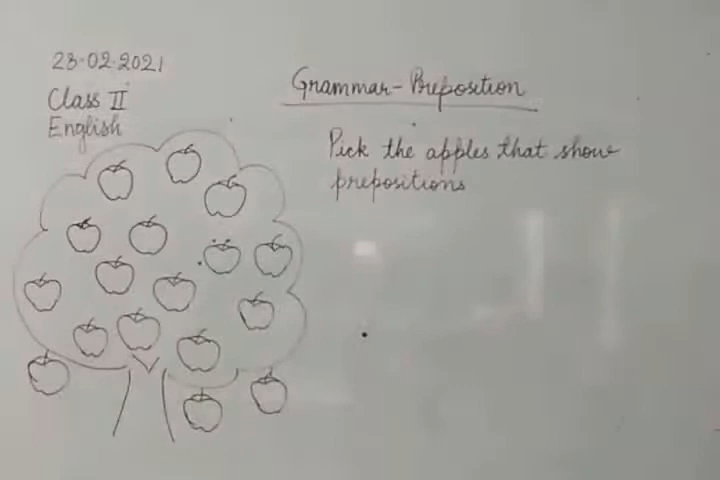 23-02-2021
Class II
English
Grammar-Preposition
Pick the apples that show
prepositions